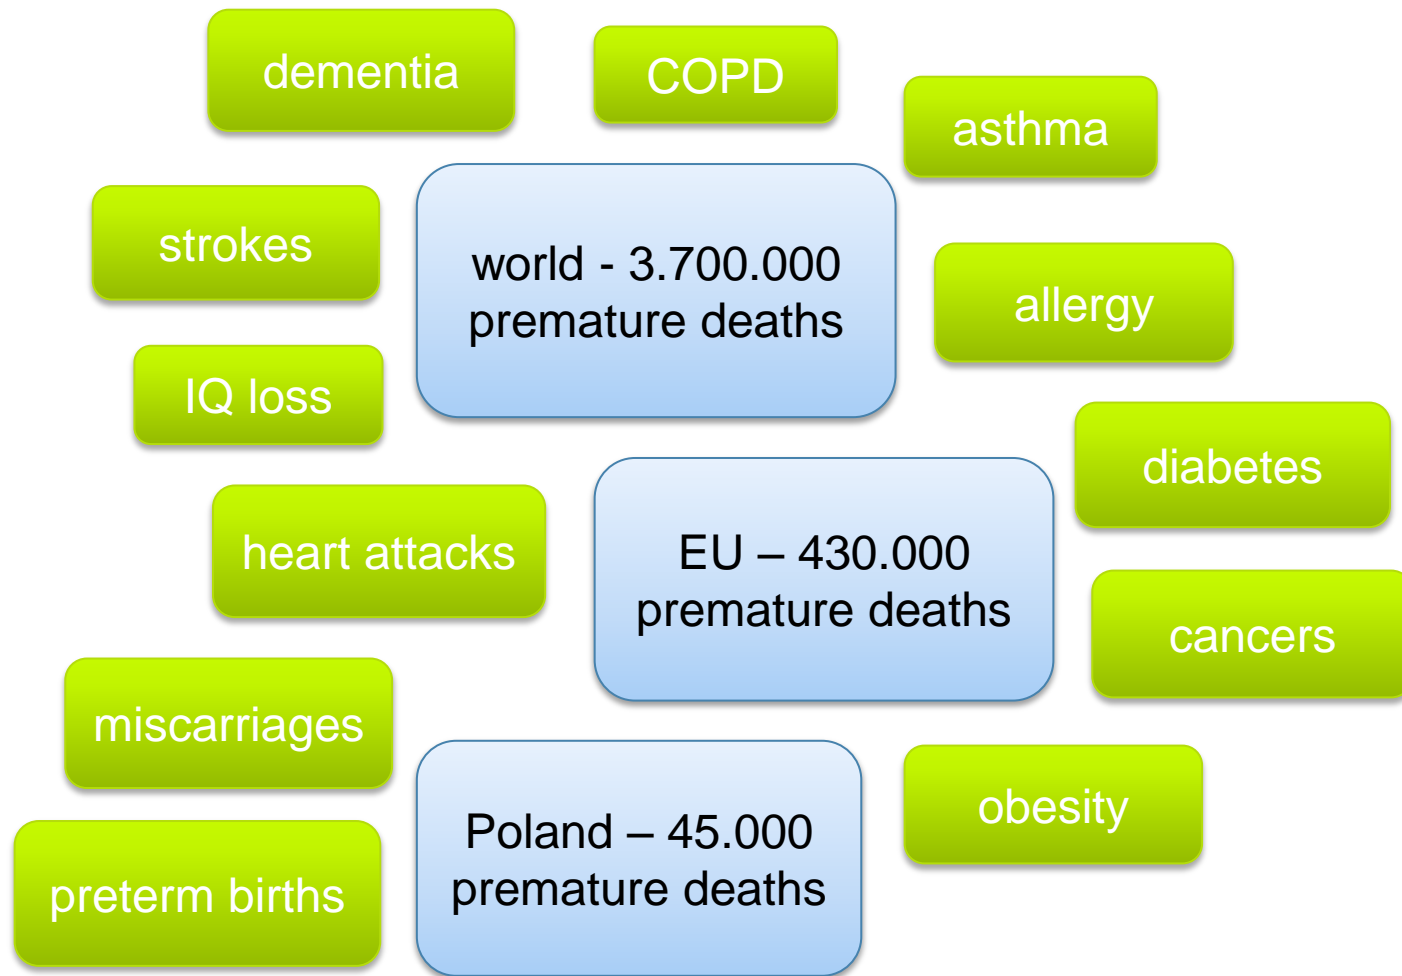 dementia
COPD
asthma
strokes
world - 3.700.000
premature deaths
allergy
IQ loss
diabetes
heart attacks
EU – 430.000
premature deaths
cancers
miscarriages
obesity
Poland – 45.000
premature deaths
preterm births